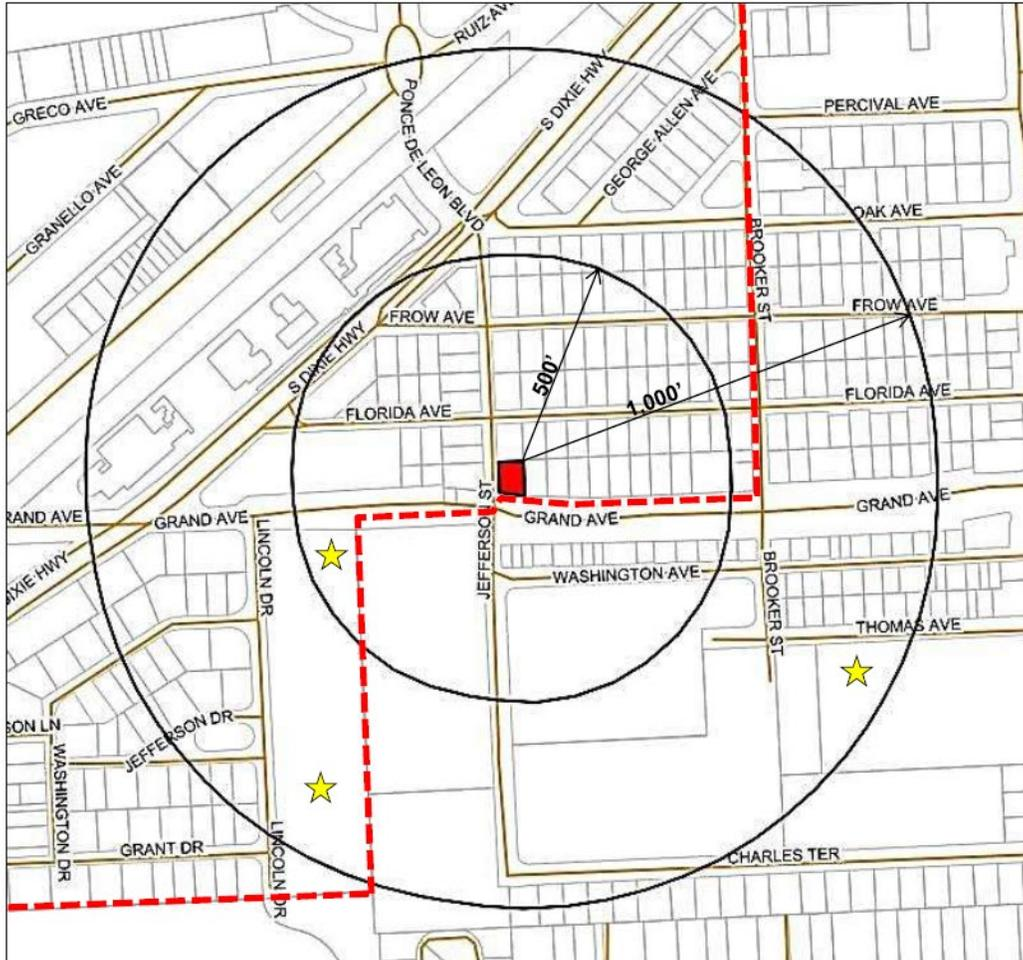 RUIZ AV
GRECO AVE
PONCE DE LEON BLVD
S DIXIE HWY
GEORGE ALLEN AVE
PERCIVAL AVE
GRANELLO AVE
OAK AVE
BROOKER ST
FROW AVE
FROW AVE
S DIXIE HWY
500'
1,000'
FLORIDA AVE
FLORIDA AVE
JEFFERSON ST
RAND AVE
GRAND AVE
GRAND AVE
GRAND AVE
DIXIE HWY
LINCOLN DR
WASHINGTON AVE
BROOKER ST
THOMAS AVE
SON LN
JEFFERSON DR
WASHINGTON DR
GRANT DR
LINCOLN DR
CHARLES TER